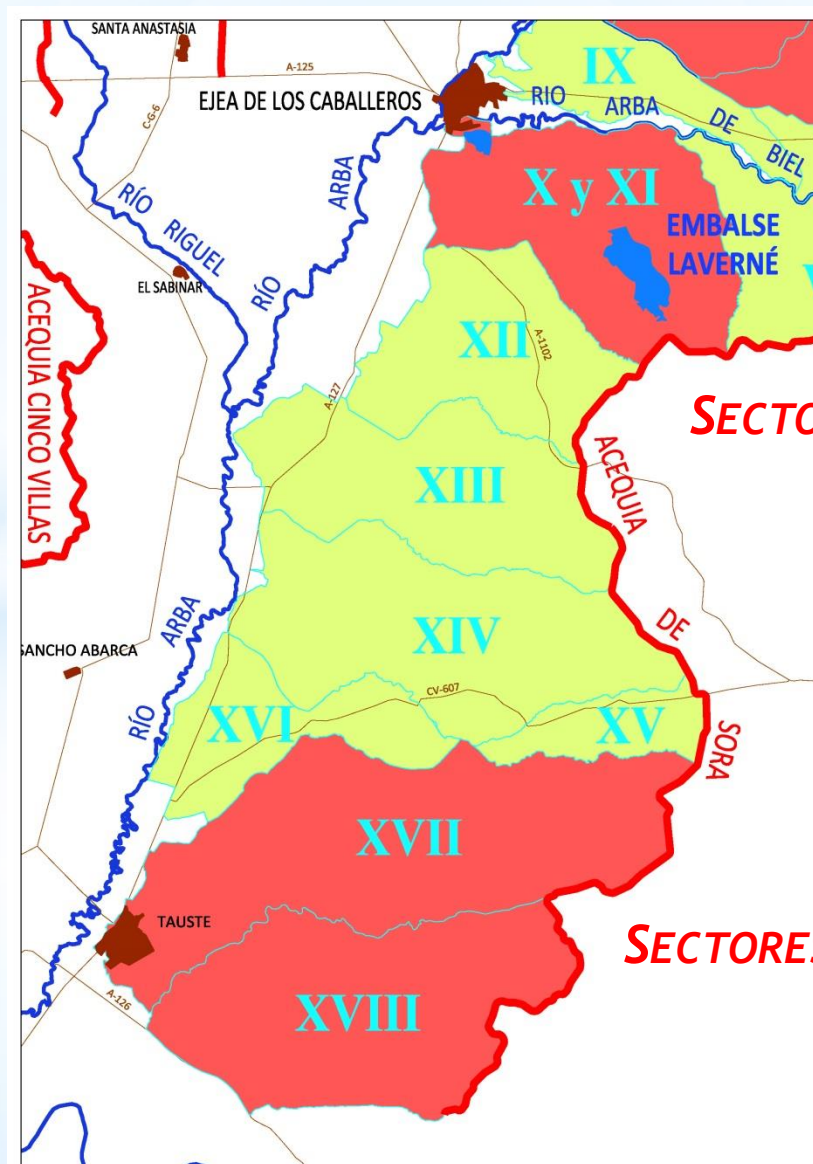 SANTA ANASTASIA
A-125
C-G-6
EJEA DE LOS CABALLEROS
IX
RIO ARBA DE BIEL
X y XI
EMBALSE
LAVERNÉ
RÍO RIGUEL
RÍO ARBA
EL SABINAR
V
ACEQUIA CINCO VILLAS
XII
A-1102
A-127
SECTO
XIII
ACEQUIA DE SORA
XIV
SANCHO ABARCA
RÍO ARBA
CV-607
XVI
XV
XVII
TAUSTE
SECTORES
XVIII
A-126